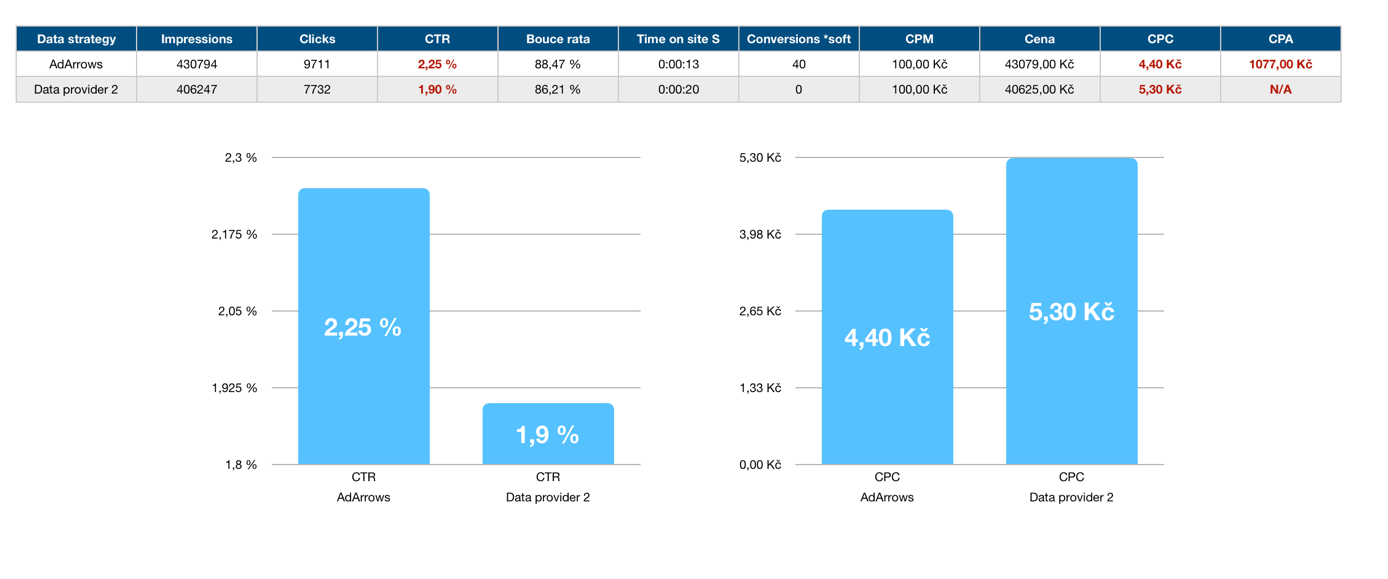 Data strategy Impressions Clicks CTR Bouce rata Time on site S Conversions *soft CPM Cena CPC CPA
AdArrows 430794 9711 2,25 % 88,47 % 0:00:13 40 100,00 Kč 43079,00 Kč 4,40 Kč 1077,00 Kč
Data provider 2 406247 7732 1,90 % 86,21 % 0:00:20 0 100,00 Kč 40625,00 Kč 5,30 Kč N/A
2,3 %
2,175 %
2,05 %
1,925 %
1,8 %
2,25 %
1,9 %
CTR CTR
AdArrows Data provider 2
5,30 Kč
3,98 Kč
2,65 Kč
1,33 Kč
0,00 Kč
4,40 Kč
5,30 Kč
CPC CPC
AdArrows Data provider 2